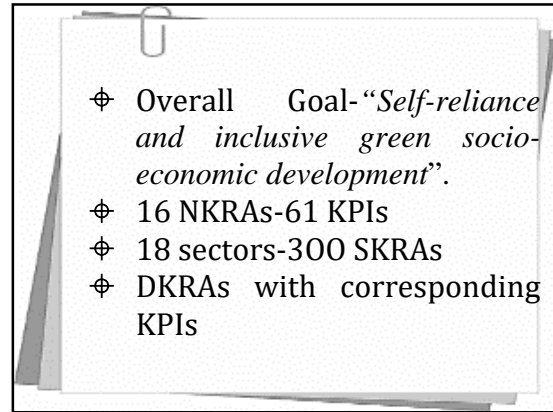 ⌖ Overall Goal-“Self-reliance
and inclusive green socio-
economic development”.
⌖ 16 NKRAs-61 KPIs
⌖ 18 sectors-3OO SKRAs
⌖ DKRAs with corresponding
KPIs